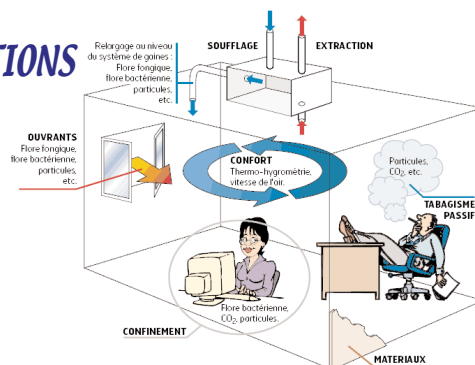 TIONS
Relargage au niveau
du système de gaines :
Flore fongique,
flore bactérienne,
particules,
etc.
SOUFFLAGE
EXTRACTION
OUVRANTS
Flore fongique,
flore bactérienne,
particules,
etc.
CONFORT
Thermo-hygrométrie,
vitesse de l'air.
Particules,
CO2, etc.
TABAGISME
PASSIF
Flore bactérienne,
CO2, particules.
CONFINEMENT
MATERIAUX